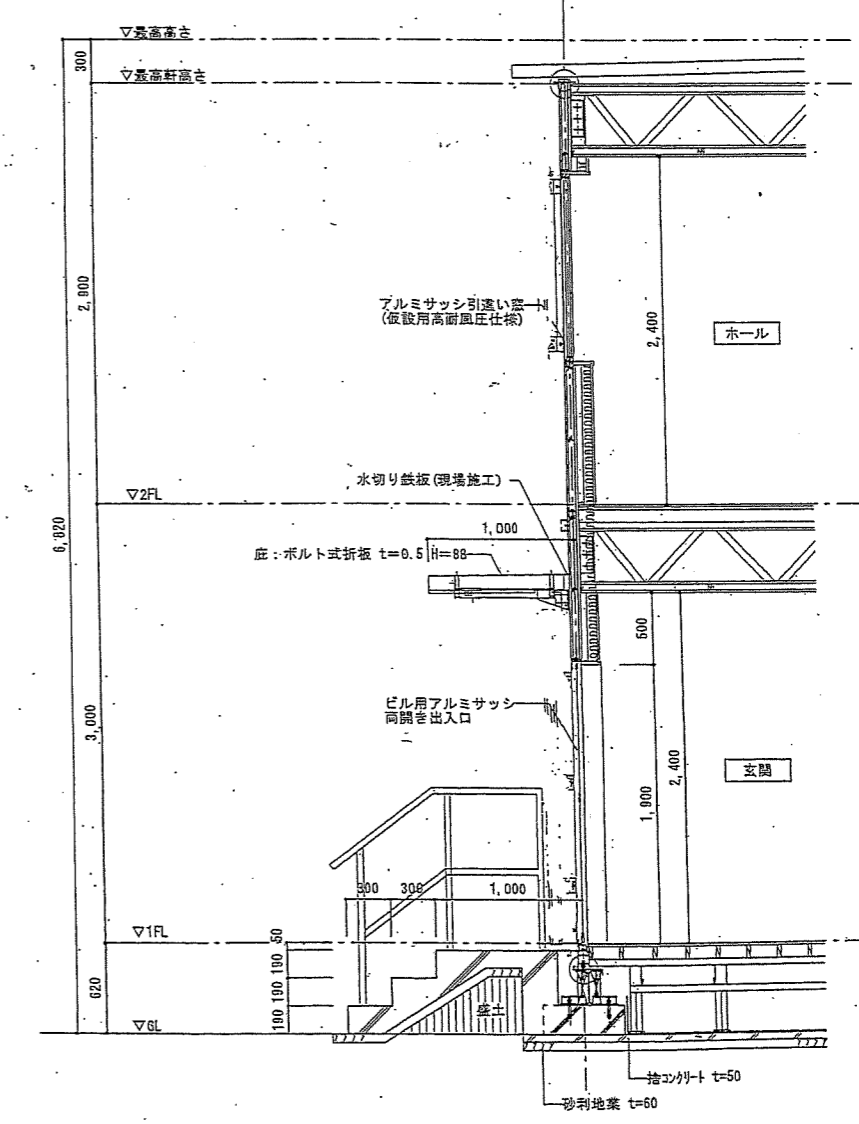 ▽最高高さ
300
▽最高軒高さ
2,900
アルミサッシ引違い窓
(仮設用高耐風圧仕様)
2,400
ホール
水切り鉄板(現場施工)
▽2FL
6,820
1,000
庇：ボルト式折板 t=0.5 H=88
500
ビル用アルミサッシ
両開き出入口
3,000
2,400
玄関
1,900
300
300
1,000
▽1FL
50
190
190
190
620
盛土
▽GL
捨コンクリート t=50
砂利地業 t=60